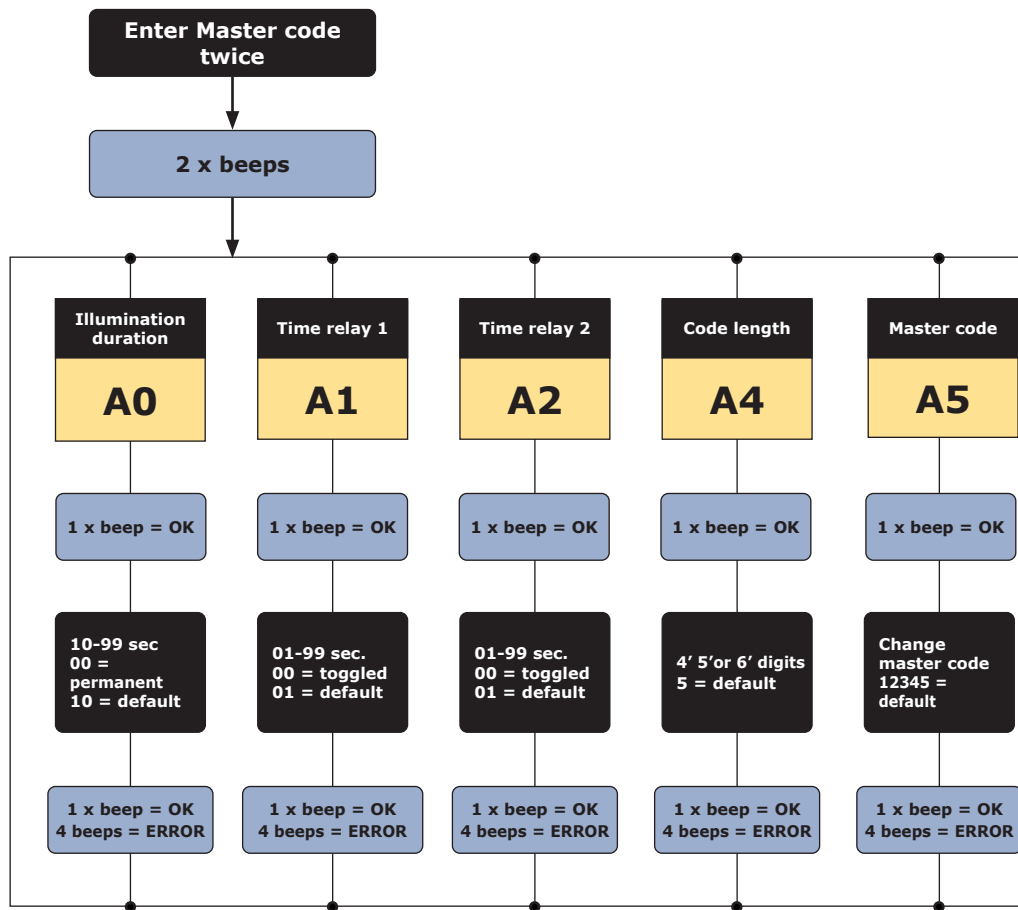 Enter Master code
twice
2 x beeps
Illumination
duration
A0
1 x beep = OK
10-99 sec
00 =
permanent
10 = default
1 x beep = OK
4 beeps = ERROR
Time relay 1
A1
1 x beep = OK
01-99 sec.
00 = toggled
01 = default
1 x beep = OK
4 beeps = ERROR
Time relay 2
A2
1 x beep = OK
01-99 sec.
00 = toggled
01 = default
1 x beep = OK
4 beeps = ERROR
Code length
A4
1 x beep = OK
4’ 5’or 6’ digits
5 = default
1 x beep = OK
4 beeps = ERROR
Master code
A5
1 x beep = OK
Change
master code
12345 =
default
1 x beep = OK
4 beeps = ERROR